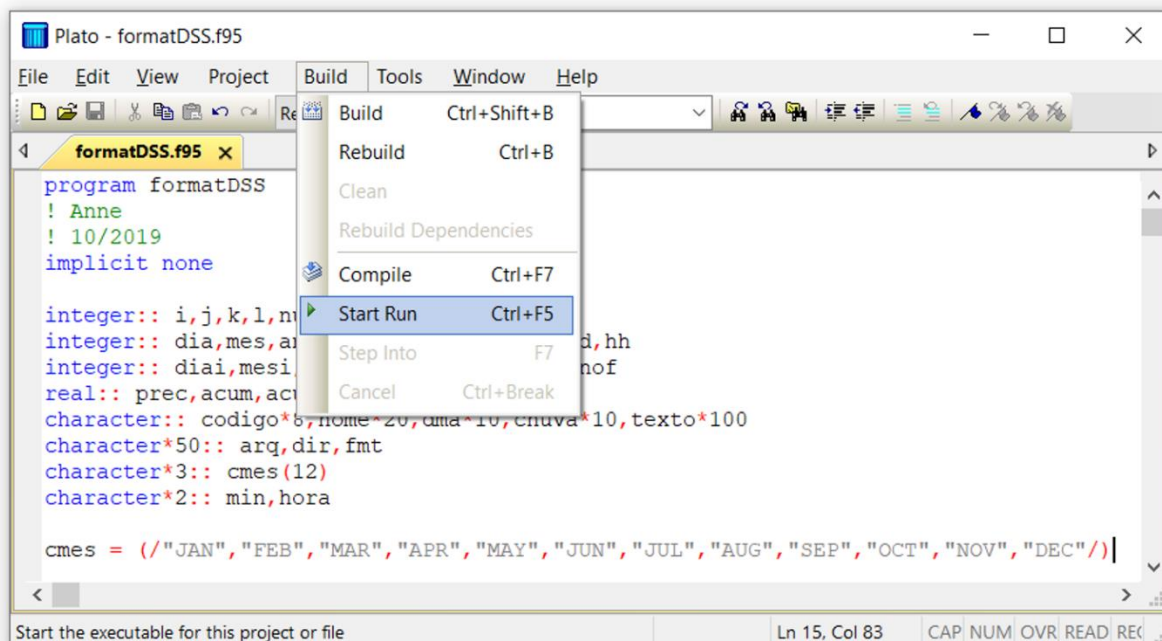 Plato - formatDSS.f95
File Edit View Project Build Tools Window Help
Re
Build Ctrl+Shift+B
Rebuild Ctrl+B
Clean
Rebuild Dependencies
Compile Ctrl+F7
Start Run Ctrl+F5
Step Into F7
Cancel Ctrl+Break
formatDSS.f95
program formatDSS
! Anne
! 10/2019
implicit none
integer:: i,j,k,l,nu
integer:: dia,mes,an d,hh
integer:: diai,mesi, nof
real:: prec,acum,acu
character:: codigo*8,nome*20,dma*10,chuva*10,texto*100
character*50:: arq,dir,fmt
character*3:: cmes(12)
character*2:: min,hora
cmes = (/"JAN","FEB","MAR","APR","MAY","JUN","JUL","AUG","SEP","OCT","NOV","DEC"/)
Start the executable for this project or file Ln 15, Col 83 CAP NUM OVR READ REC